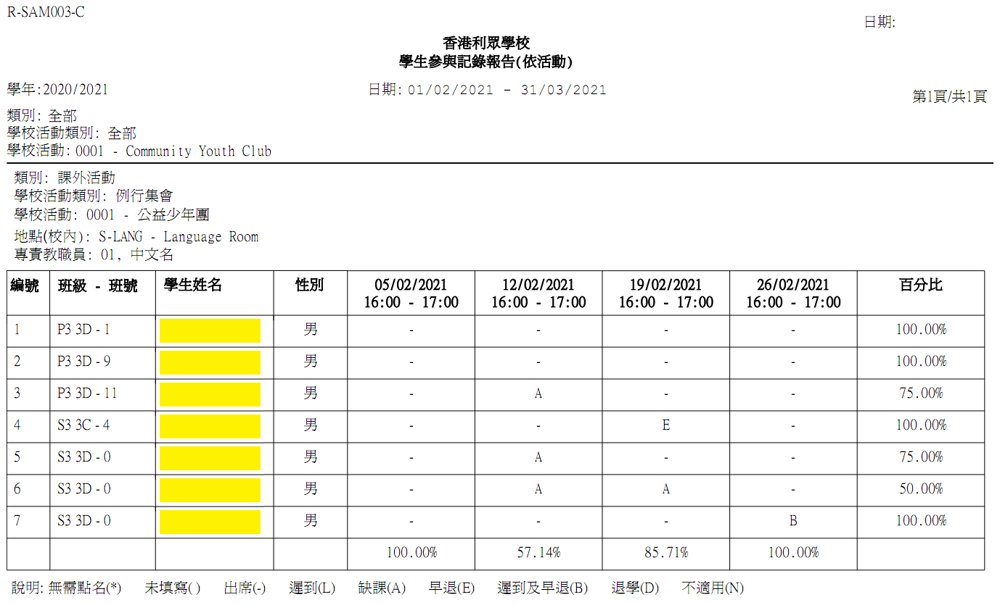 R-SAM003-C
日期:
香港利眾學校
學生參與記錄報告(依活動)
學年:2020/2021 日期: 01/02/2021 - 31/03/2021
第1頁/共1頁
類別: 全部
學校活動類別: 全部
學校活動: 0001 - Community Youth Club
類別: 課外活動
學校活動類別: 例行集會
學校活動: 0001 - 公益少年團
地點(校內): S-LANG - Language Room
專責教職員: 01, 中文名
編號 班級 - 班號 學生姓名 性別 05/02/2021 12/02/2021 19/02/2021 26/02/2021 百分比
16:00 - 17:00 16:00 - 17:00 16:00 - 17:00 16:00 - 17:00
1 P3 3D - 1 男 - - - - 100.00%
2 P3 3D - 9 男 - - - - 100.00%
3 P3 3D - 11 男 - A - - 75.00%
4 S3 3C - 4 男 - - E - 100.00%
5 S3 3D - 0 男 - A - - 75.00%
6 S3 3D - 0 男 - A A - 50.00%
7 S3 3D - 0 男 - - - B 100.00%
100.00% 57.14% 85.71% 100.00%
說明: 無需點名(*) 未填寫( ) 出席(-) 遲到(L) 缺課(A) 早退(E) 遲到及早退(B) 退學(D) 不適用(N)